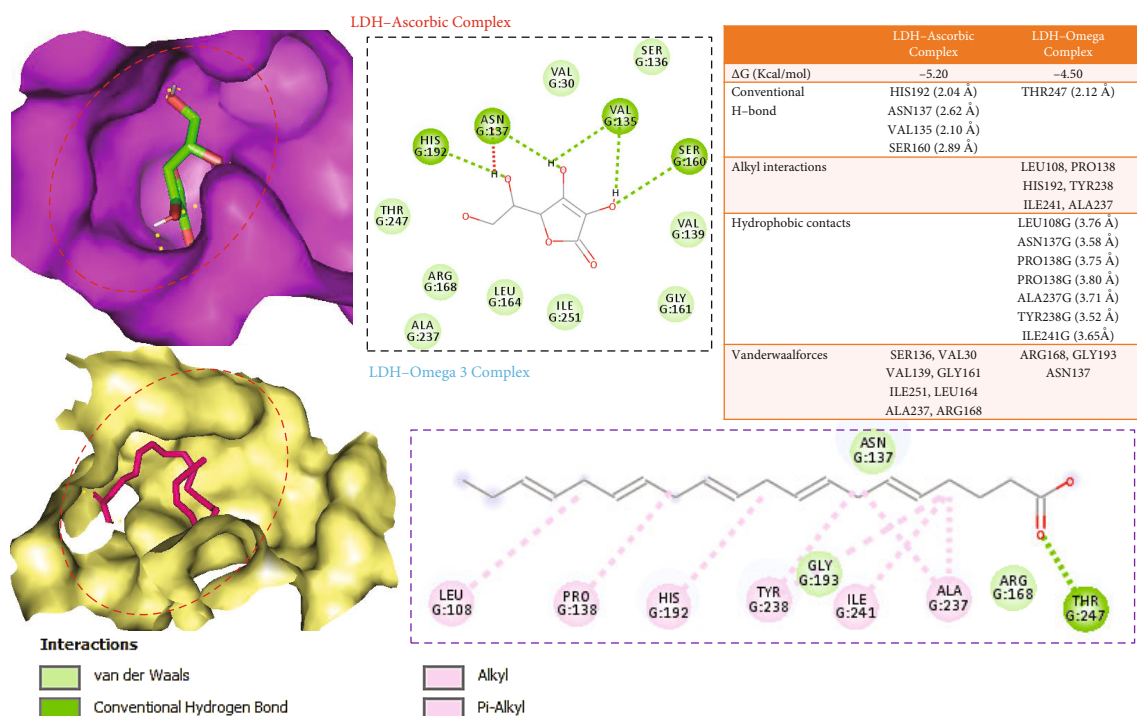 LDH–Ascorbic Complex
SER
G:136
VAL
G:30
ASN
G:137
VAL
G:135
HIS
G:192
SER
G:160
H
H
H
O
O
O
O
O
O
THR
G:247
VAL
G:139
ARG
G:168
LEU
G:164
ILE
G:251
GLY
G:161
ALA
G:237
LDH–Ascorbic
Complex
LDH–Omega
Complex
ΔG (Kcal/mol) –5.20 –4.50
Conventional HIS192 (2.04 Å) THR247 (2.12 Å)
H–bond ASN137 (2.62 Å)
VAL135 (2.10 Å)
SER160 (2.89 Å)
Alkyl interactions LEU108, PRO138
HIS192, TYR238
ILE241, ALA237
Hydrophobic contacts LEU108G (3.76 Å)
ASN137G (3.58 Å)
PRO138G (3.75 Å)
PRO138G (3.80 Å)
ALA237G (3.71 Å)
TYR238G (3.52 Å)
ILE241G (3.65Å)
Vanderwaalforces SER136, VAL30 ARG168, GLY193
VAL139, GLY161 ASN137
ILE251, LEU164
ALA237, ARG168
LDH–Omega 3 Complex
ASN
G:137
O
O
LEU
G:108
PRO
G:138
HIS
G:192
TYR
G:238
GLY
G:193
ILE
G:241
ALA
G:237
ARG
G:168
THR
G:247
Interactions
van der Waals
Conventional Hydrogen Bond
Alkyl
Pi-Alkyl